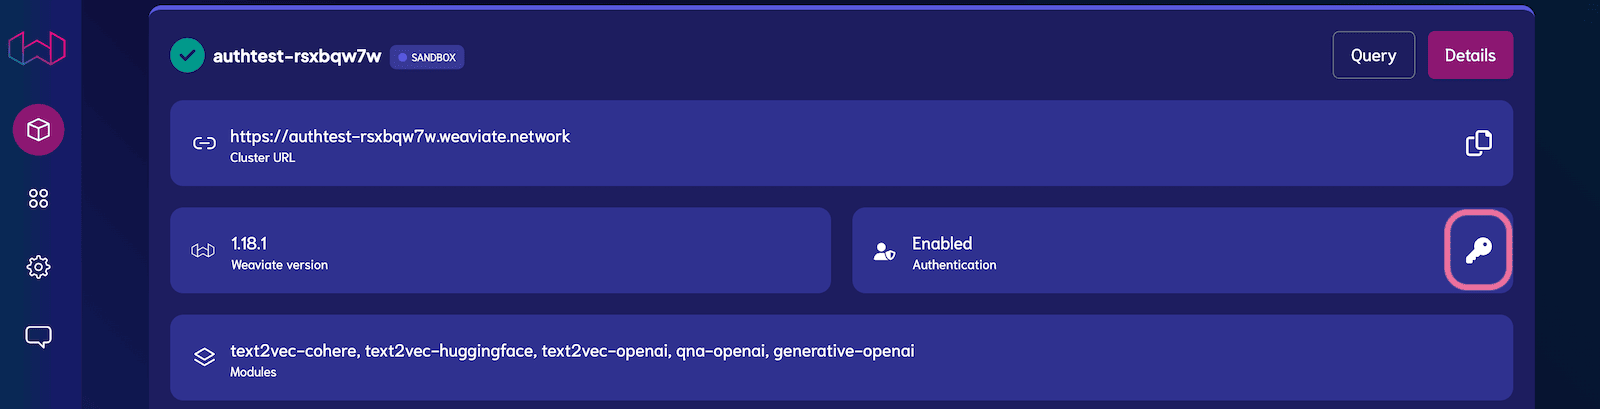 authtest-rsxbqw7w SANDBOX Query Details
https://authtest-rsxbqw7w.weaviate.network
Cluster URL
1.18.1
Weaviate version
Enabled
Authentication
text2vec-cohere, text2vec-huggingface, text2vec-openai, qna-openai, generative-openai
Modules